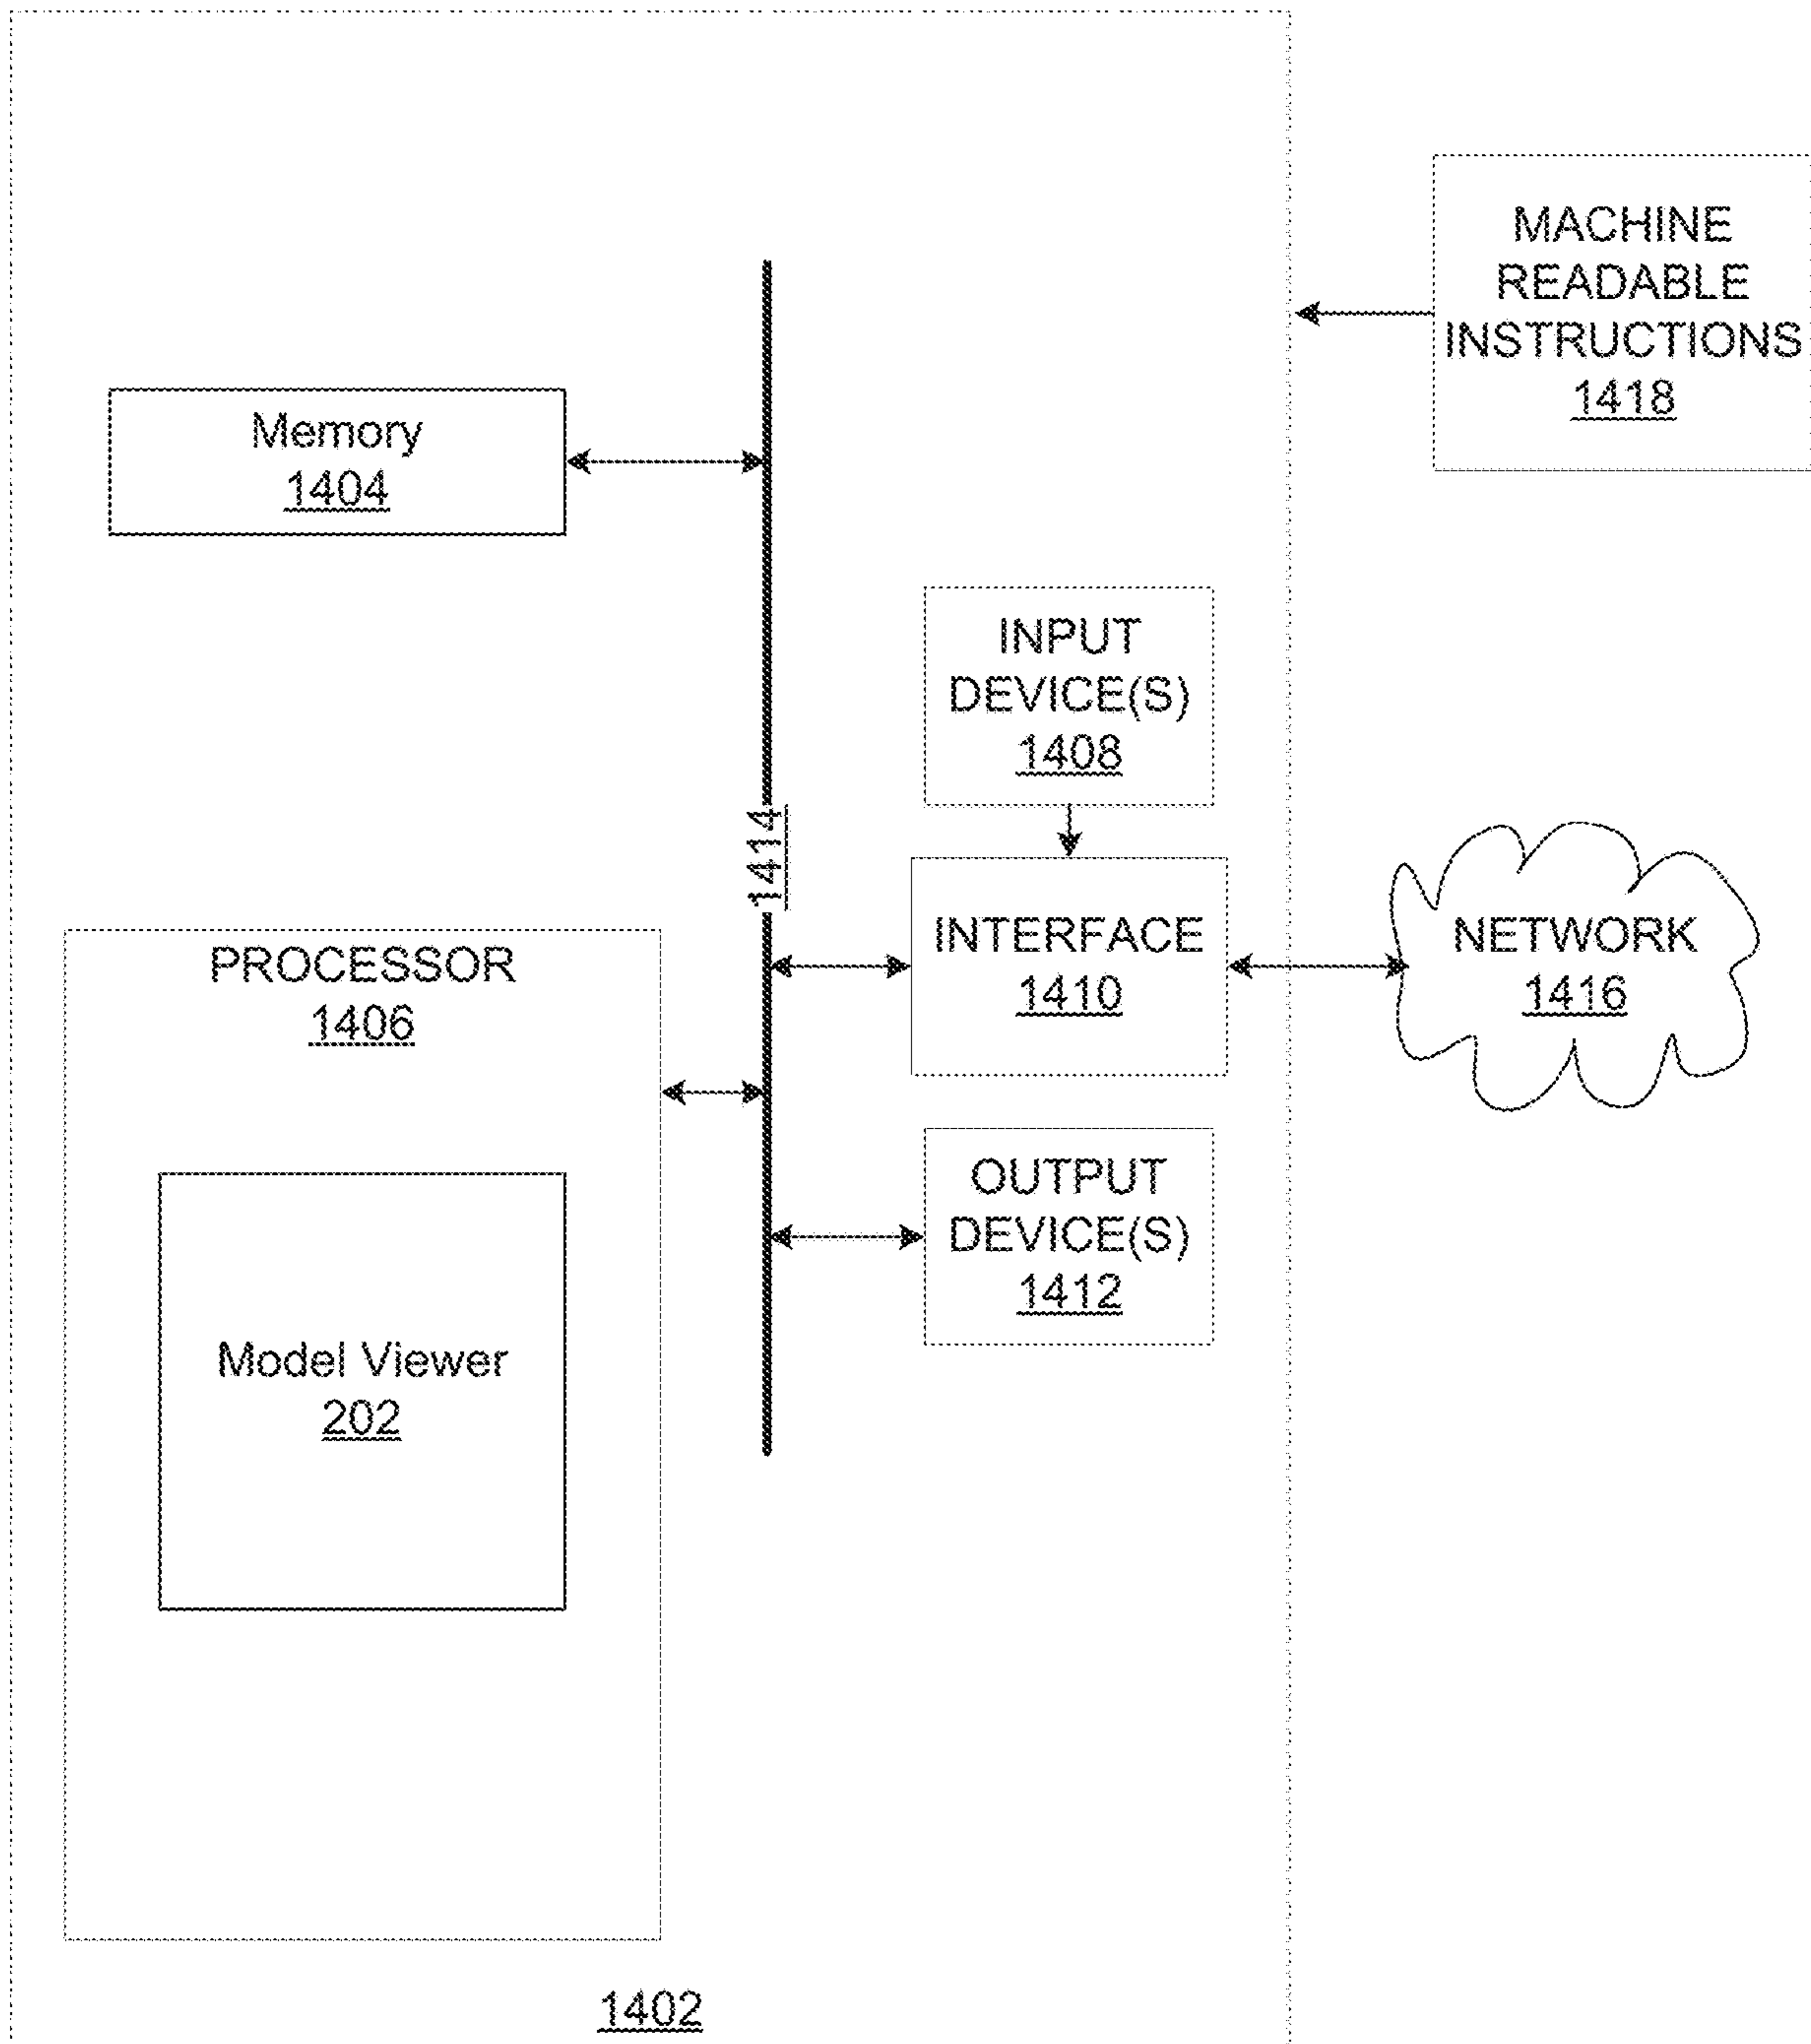 MACHINE
READABLE
INSTRUCTIONS
1418
Memory
1404
INPUT
DEVICE(S)
1408
1414
INTERFACE
1410
NETWORK
1416
PROCESSOR
1406
OUTPUT
DEVICE(S)
1412
Model Viewer
202
1402